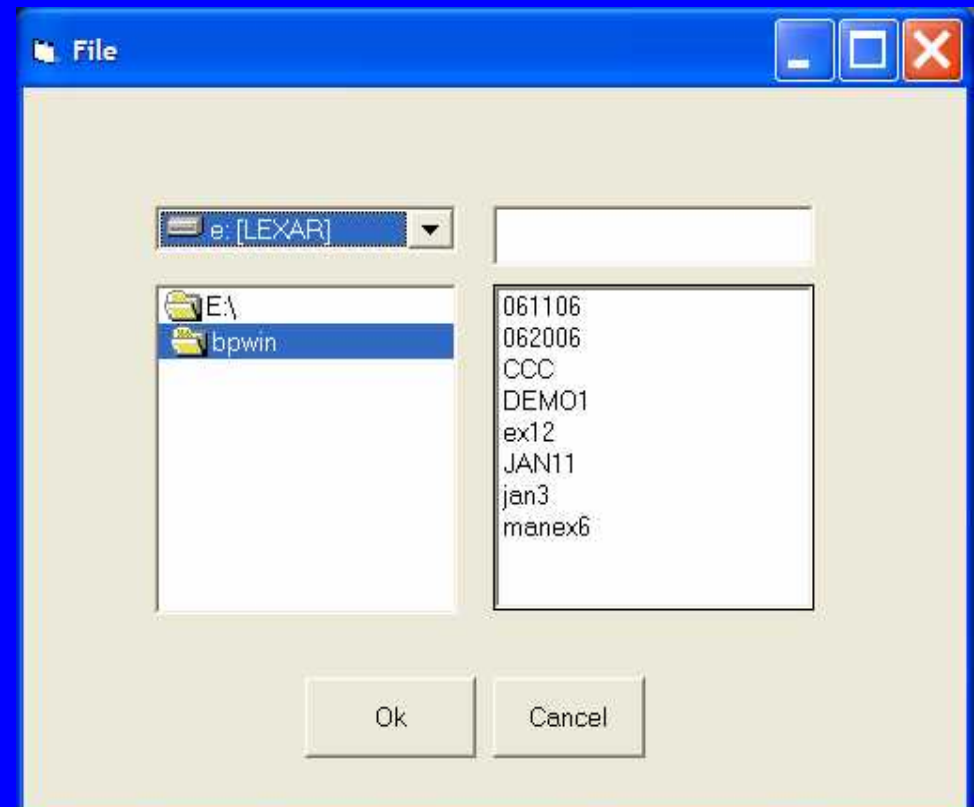 File
e: [LEXAR]
E:\
bpwin
061106
062006
CCC
DEMO1
ex12
JAN11
jan3
manex6
Ok
Cancel